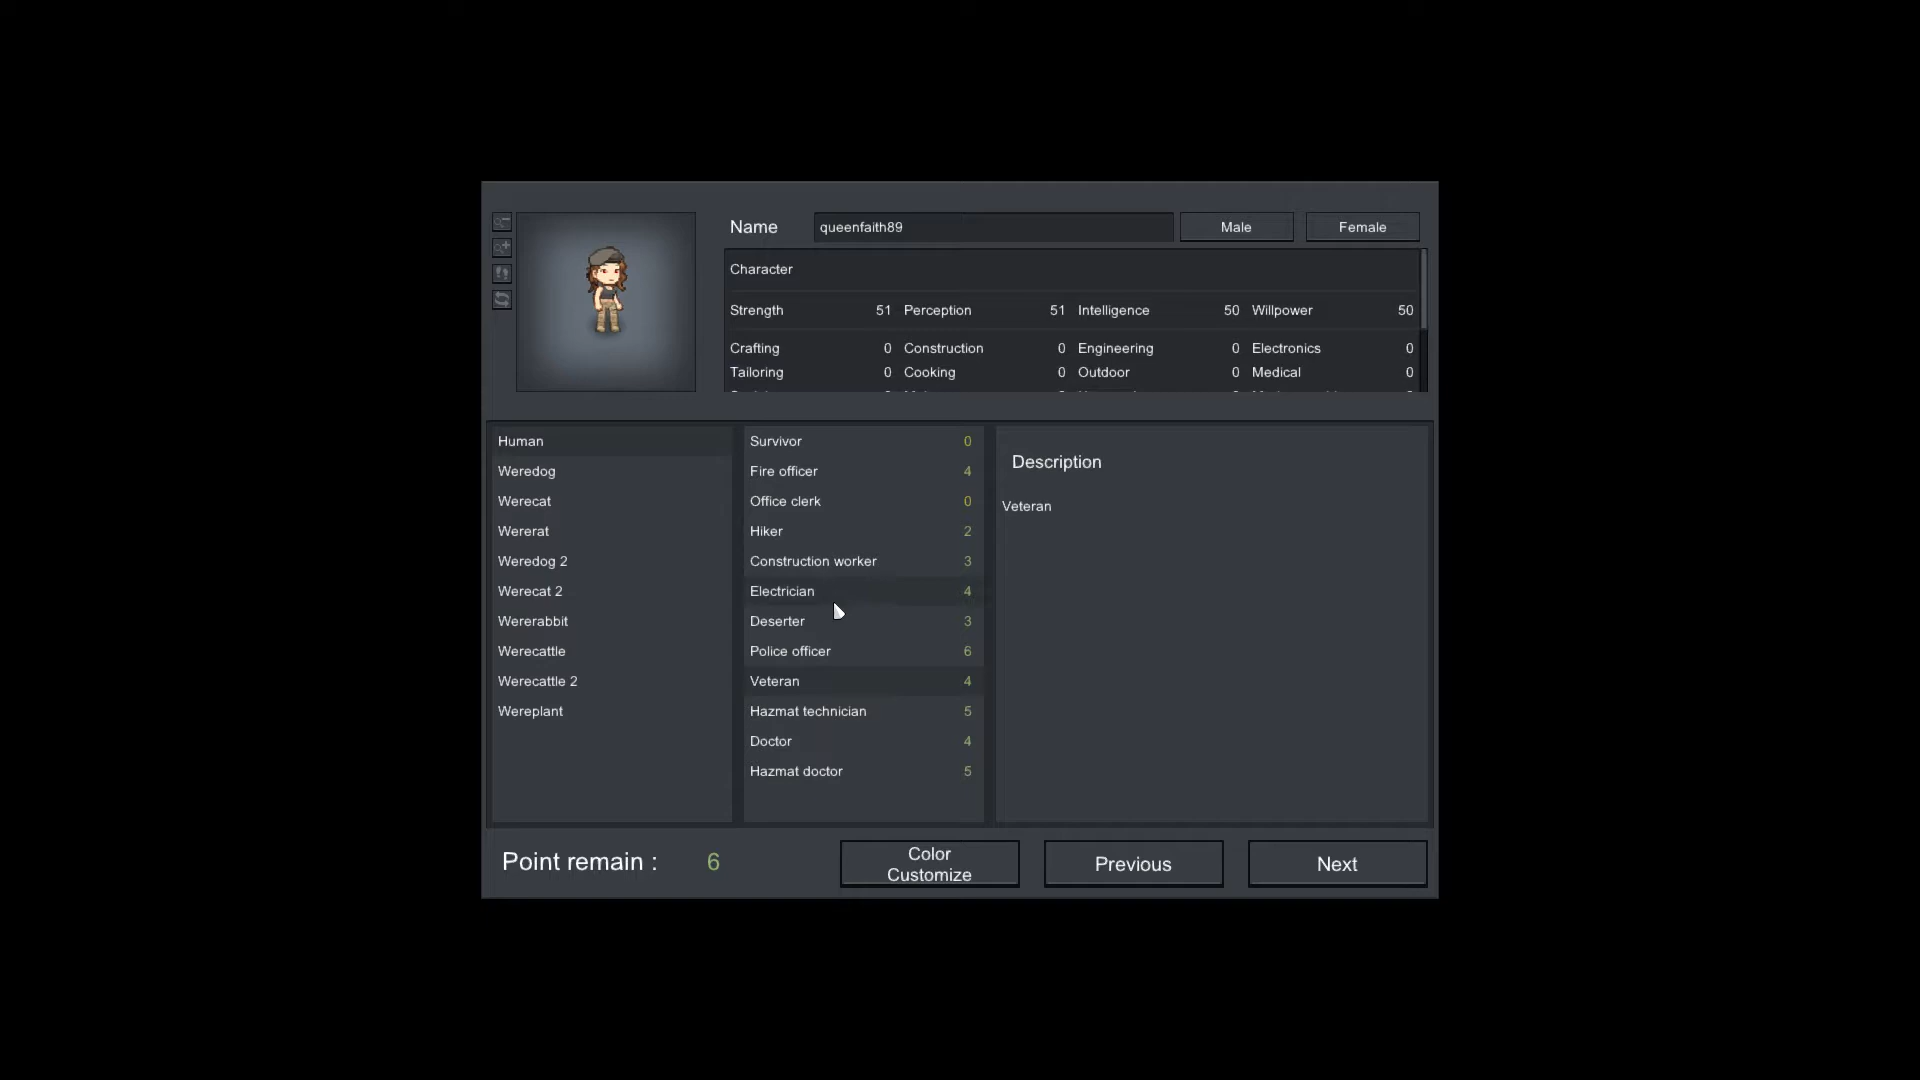 Name queenfaith89 Male Female
Character
Strength 51 Perception 51 Intelligence 50 Willpower 50
Crafting 0 Construction 0 Engineering 0 Electronics 0
Tailoring 0 Cooking 0 Outdoor 0 Medical 0
Human Survivor 0
Description
Weredog Fire officer 4
Werecat Office clerk 0 Veteran
Wererat Hiker 2
Weredog 2 Construction worker 3
Werecat 2 Electrician 4
Wererabbit Deserter 3
Werecattle Police officer 6
Werecattle 2 Veteran 4
Wereplant Hazmat technician 5
Doctor 4
Hazmat doctor 5
Point remain : 6 Color Customize Previous Next